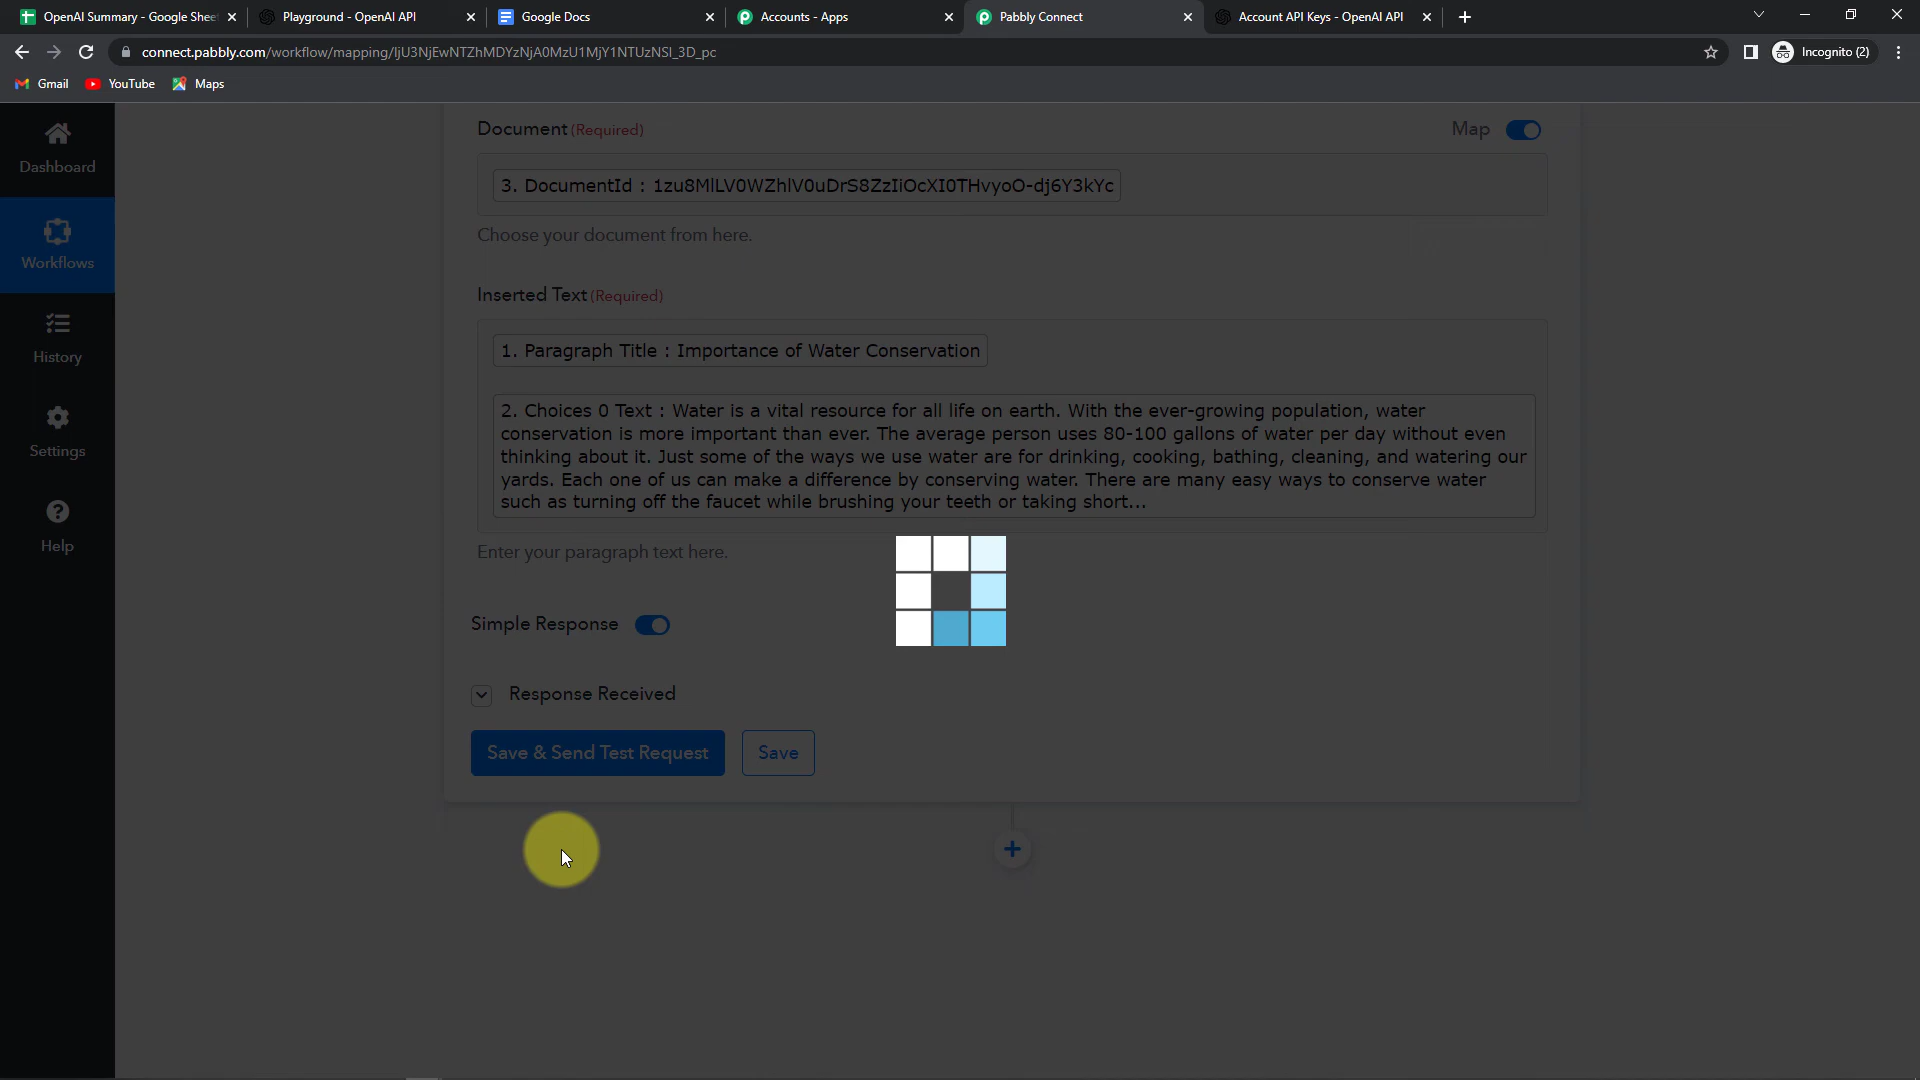 OpenAI Summary - Google Shee
Playground - OpenAI API
Google Docs
Accounts - Apps
Pabbly Connect
Account API Keys - OpenAI API
connect.pabbly.com/workflow/mapping/IjU3NjEwNTZhMDYzNjA0MzU1MjY1NTUzNSI_3D_pc
Incognito (2)
Gmail
YouTube
Maps
Dashboard
Workflows
History
Settings
Help
Document (Required)
Map
3. DocumentId : 1zu8MlLV0WZhlV0uDrS8ZzIiOcXI0THvyoO-dj6Y3kYc
Choose your document from here.
Inserted Text (Required)
1. Paragraph Title : Importance of Water Conservation
2. Choices 0 Text : Water is a vital resource for all life on earth. With the ever-growing population, water
conservation is more important than ever. The average person uses 80-100 gallons of water per day without even
thinking about it. Just some of the ways we use water are for drinking, cooking, bathing, cleaning, and watering our
yards. Each one of us can make a difference by conserving water. There are many easy ways to conserve water
such as turning off the faucet while brushing your teeth or taking short...
Enter your paragraph text here.
Simple Response
Response Received
Save & Send Test Request
Save